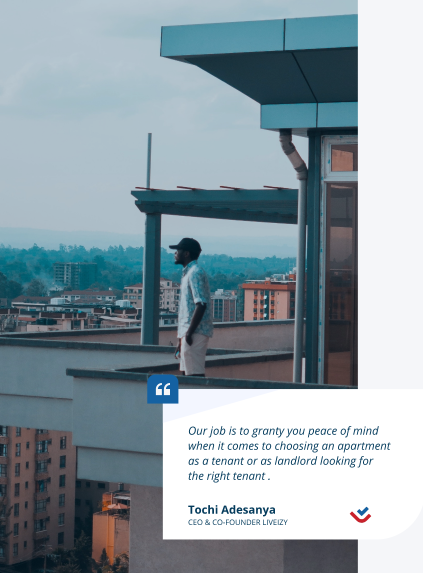 Our job is to granty you peace of mind
when it comes to choosing an apartment
as a tenant or as landlord looking for
the right tenant .
Tochi Adesanya
CEO & CO-FOUNDER LIVEIZY